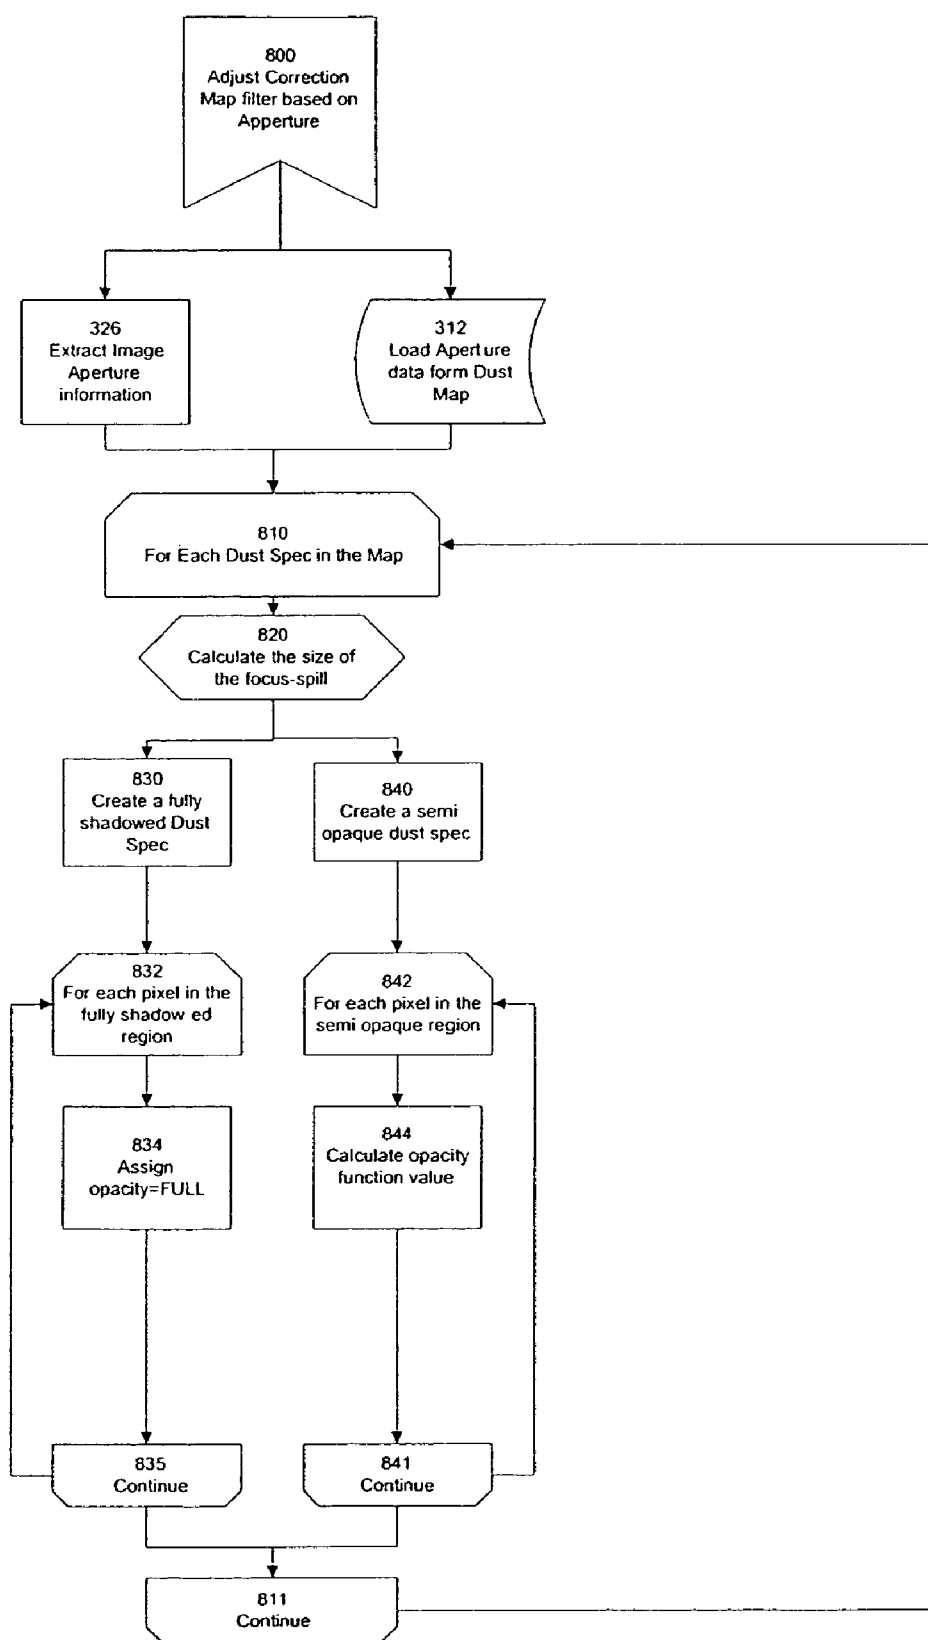 800
Adjust Correction
Map filter based on
Apperture
326
Extract Image
Aperture
information
312
Load Aperture
data form Dust
Map
810
For Each Dust Spec in the Map
820
Calculate the size of
the focus-spill
830
Create a fully
shadowed Dust
Spec
840
Create a semi
opaque dust spec
832
For each pixel in the
fully shadow ed
region
842
For each pixel in the
semi opaque region
834
Assign
opacity=FULL
844
Calculate opacity
function value
835
Continue
841
Continue
811
Continue